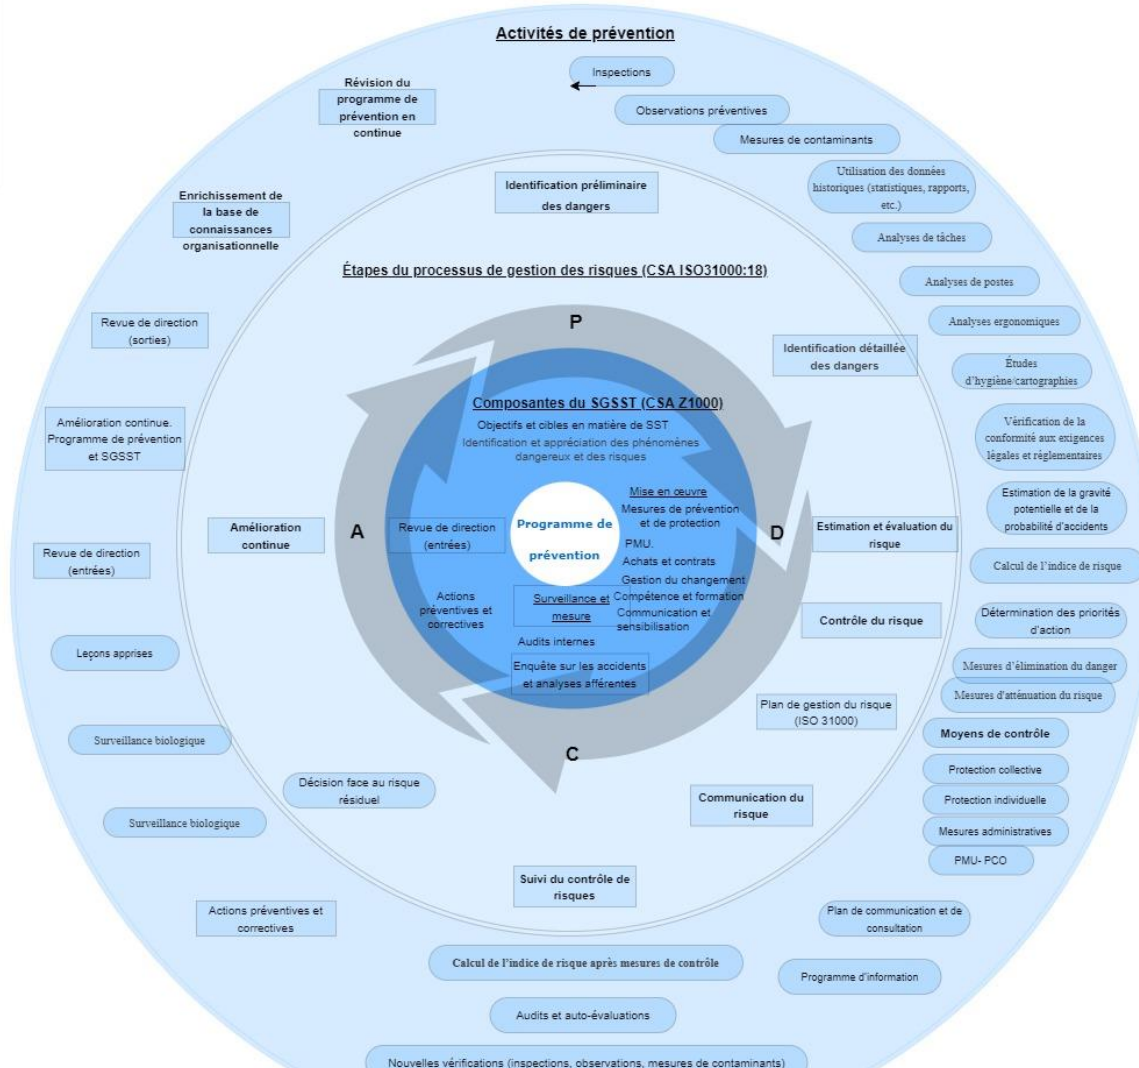 Activités de prévention
Inspections
Observations préventives
Mesures de contaminants
Utilisation des données
historiques (statistiques, rapports,
etc.)
Analyses de tâches
Analyses de postes
Analyses ergonomiques
Études
d'hygiène/cartographies
Vérification de la
conformité aux exigences
légales et réglementaires
Estimation de la gravité
potentielle et de la
probabilité d'accidents
Calcul de l'indice de risque
Détermination des priorités
d'action
Mesures d'élimination du danger
Mesures d'atténuation du risque
Moyens de contrôle
Protection collective
Protection individuelle
Mesures administratives
PMU- PCO
Plan de communication et de
consultation
Programme d'information
Calcul de l'indice de risque après mesures de contrôle
Audits et auto-évaluations
Nouvelles vérifications (inspections, observations, mesures de contaminants)
Actions préventives et
correctives
Surveillance biologique
Surveillance biologique
Leçons apprises
Revue de direction
(entrées)
Amélioration continue.
Programme de prévention
et SGSST
Revue de direction
(sorties)
Enrichissement de
la base de
connaissances
organisationnelle
Révision du
programme de
prévention en
continue
Étapes du processus de gestion des risques (CSA ISO31000:18)
Identification préliminaire
des dangers
Identification détaillée
des dangers
Estimation et évaluation du
risque
Contrôle du risque
Plan de gestion du risque
(ISO 31000)
Communication du
risque
Suivi du contrôle de
risques
Décision face au risque
résiduel
Amélioration
continue
P
D
C
A
Composantes du SGSST (CSA Z1000)
Objectifs et cibles en matière de SST
Identification et appréciation des phénomènes
dangereux et des risques
Mise en œuvre
Mesures de prévention
et de protection
PMU.
Achats et contrats
Gestion du changement
Compétence et formation
Communication et
sensibilisation
Surveillance et
mesure
Audits internes
Enquête sur les accidents
et analyses afférentes
Actions
préventives et
correctives
Revue de direction
(entrées)
Programme de
prévention